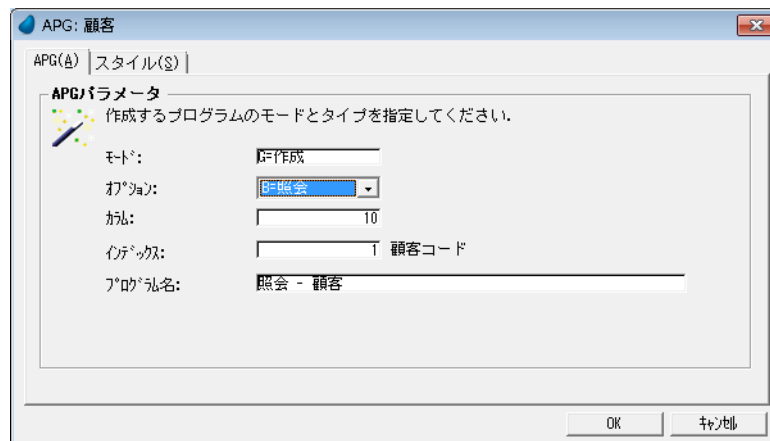 APG: 顧客
APG(A) スタイル(S)
APGパラメータ
作成するプログラムのモードとタイプを指定してください.
ﾓｰﾄﾞ: G=作成
ｵﾌﾟｼｮﾝ: B=照会
ｶﾗﾑ: 10
ｲﾝﾃﾞｯｸｽ: 1 顧客コード
ﾌﾟﾛｸﾞﾗﾑ名: 照会 - 顧客
OK ｷｬﾝｾﾙ